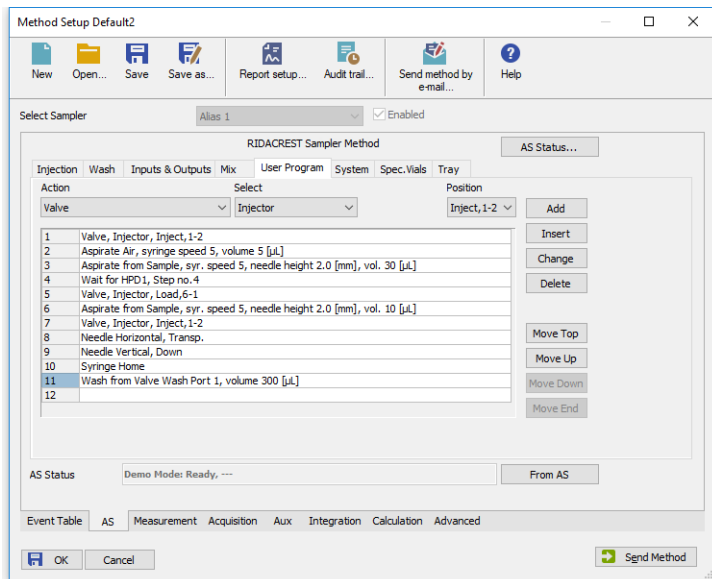 Method Setup Default2
New Open... Save Save as... Report setup... Audit trail... Send method by e-mail... Help
Select Sampler Alias 1 Enabled
RIDACREST Sampler Method AS Status...
Injection Wash Inputs & Outputs Mix User Program System Spec.Vials Tray
Action Select Position
Valve Injector Inject,1-2 Add
Insert
Change
Delete
1 Valve, Injector, Inject,1-2
2 Aspirate Air, syringe speed 5, volume 5 [µL]
3 Aspirate from Sample, syr. speed 5, needle height 2.0 [mm], vol. 30 [µL]
4 Wait for HPD1, Step no.4
5 Valve, Injector, Load,6-1
6 Aspirate from Sample, syr. speed 5, needle height 2.0 [mm], vol. 10 [µL]
7 Valve, Injector, Inject,1-2
8 Needle Horizontal, Transp.
9 Needle Vertical, Down
10 Syringe Home
11 Wash from Valve Wash Port 1, volume 300 [µL]
12
Move Top
Move Up
Move Down
Move End
AS Status Demo Mode: Ready, --- From AS
Event Table AS Measurement Acquisition Aux Integration Calculation Advanced
OK Cancel Send Method